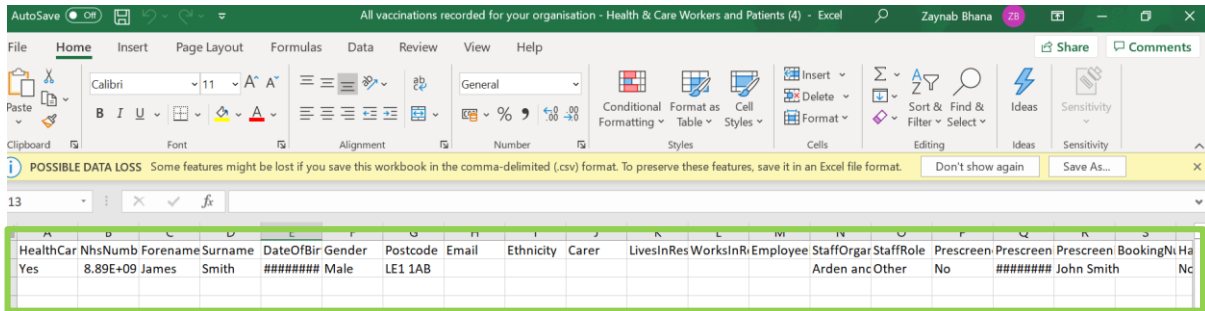 AutoSave Off All vaccinations recorded for your organisation - Health & Care Workers and Patients (4) - Excel Zaynab Bhana ZB
File Home Insert Page Layout Formulas Data Review View Help Share Comments
Paste
Calibri 11 A A
B I U A
ab
General
% 9 .00 .00
Conditional Formatting
Format as Table
Cell Styles
Insert
Delete
Format
Sort & Filter
Find & Select
Ideas
Sensitivity
Clipboard Font Alignment Number Styles Cells Editing Ideas Sensitivity
POSSIBLE DATA LOSS Some features might be lost if you save this workbook in the comma-delimited (.csv) format. To preserve these features, save it in an Excel file format. Don't show again Save As...
13 fx
HealthCar NhsNumb Forename Surname DateOfBir Gender Postcode Email Ethnicity Carer LivesInRes WorksInR Employee StaffOrgar StaffRole Prescreen Prescreen Prescreen BookingNu Ha
Yes 8.89E+09 James Smith ######## Male LE1 1AB Arden anc Other No ######## John Smith No